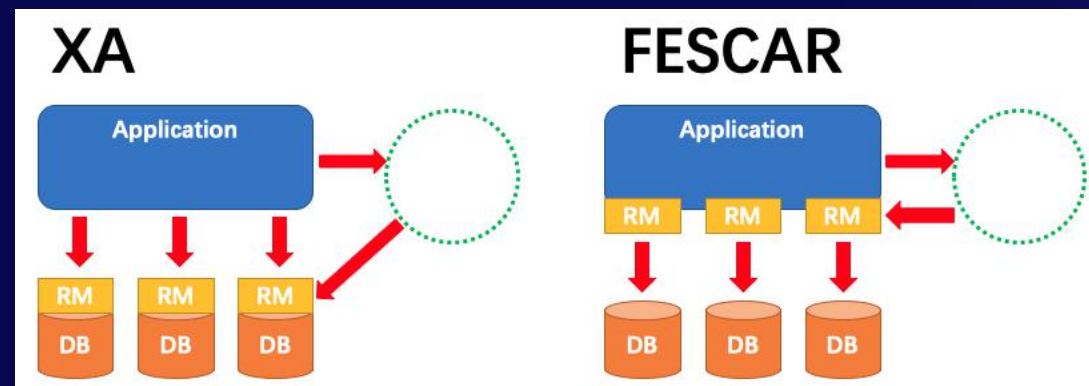 XA
FESCAR
Application
Application
RM RM RM
RM RM RM
DB DB DB
DB DB DB